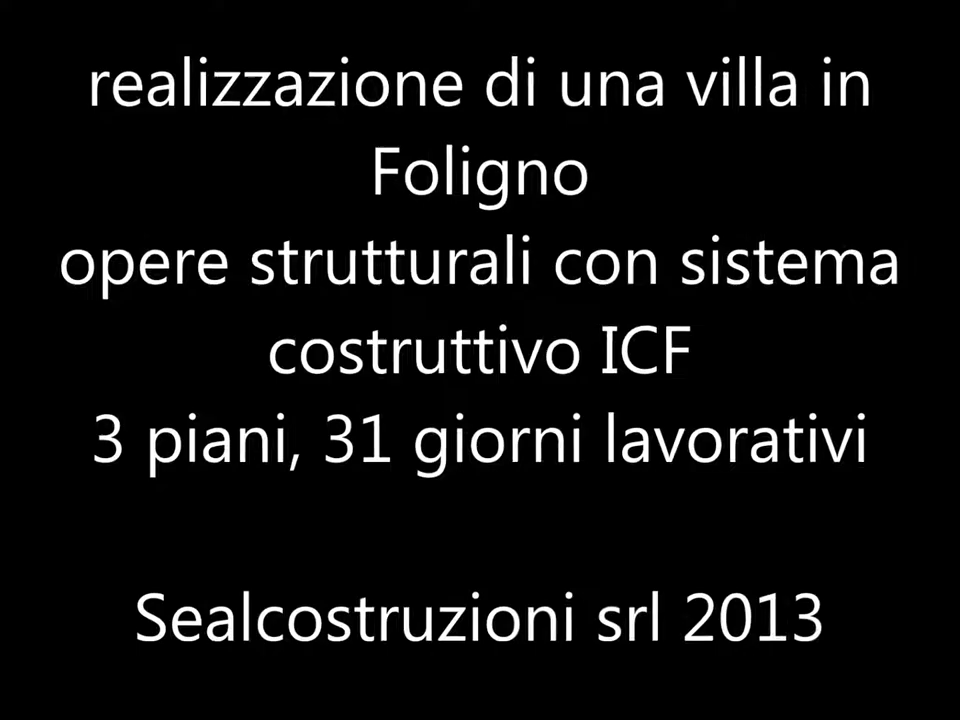 realizzazione di una villa in
Foligno
opere strutturali con sistema
costruttivo ICF
3 piani, 31 giorni lavorativi
Sealcostruzioni srl 2013